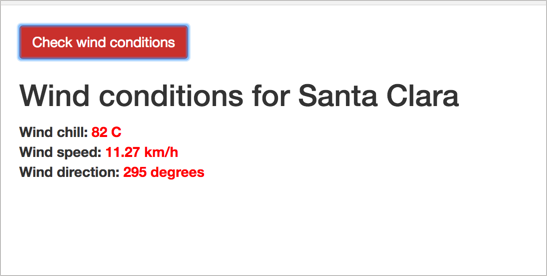 Check wind conditions
Wind conditions for Santa Clara
Wind chill: 82 C
Wind speed: 11.27 km/h
Wind direction: 295 degrees